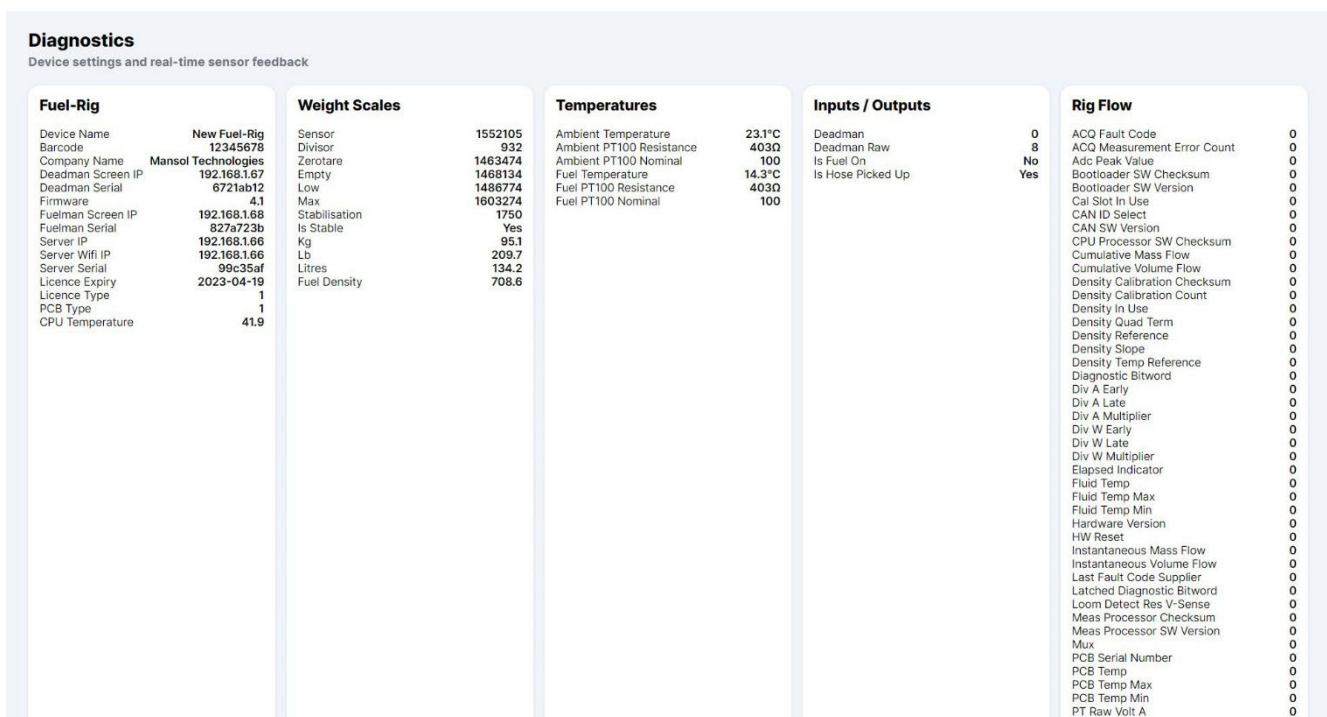 Diagnostics
Device settings and real-time sensor feedback
Fuel-Rig
Device Name New Fuel-Rig
Barcode 12345678
Company Name Mansol Technologies
Deadman Screen IP 192.168.1.67
Deadman Serial 6721ab12
Firmware 4.1
Fuelman Screen IP 192.168.1.68
Fuelman Serial 827a723b
Server IP 192.168.1.66
Server Wifi IP 192.168.1.66
Server Serial 99c35af
Licence Expiry 2023-04-19
Licence Type 1
PCB Type 1
CPU Temperature 41.9
Weight Scales
Sensor 1552105
Divisor 932
Zerotare 1463474
Empty 1468134
Low 1486774
Max 1603274
Stabilisation 1750
Is Stable Yes
Kg 95.1
Lb 209.7
Litres 134.2
Fuel Density 708.6
Temperatures
Ambient Temperature 23.1°C
Ambient PT100 Resistance 403Ω
Ambient PT100 Nominal 100
Fuel Temperature 14.3°C
Fuel PT100 Resistance 403Ω
Fuel PT100 Nominal 100
Inputs / Outputs
Deadman 0
Deadman Raw 8
Is Fuel On No
Is Hose Picked Up Yes
Rig Flow
ACQ Fault Code 0
ACQ Measurement Error Count 0
Adc Peak Value 0
Bootloader SW Checksum 0
Bootloader SW Version 0
Cal Slot In Use 0
CAN ID Select 0
CAN SW Version 0
CPU Processor SW Checksum 0
Cumulative Mass Flow 0
Cumulative Volume Flow 0
Density Calibration Checksum 0
Density Calibration Count 0
Density In Use 0
Density Quad Term 0
Density Reference 0
Density Slope 0
Density Temp Reference 0
Diagnostic Bitword 0
Div A Early 0
Div A Late 0
Div A Multiplier 0
Div W Early 0
Div W Late 0
Div W Multiplier 0
Elapsed Indicator 0
Fluid Temp 0
Fluid Temp Max 0
Fluid Temp Min 0
Hardware Version 0
HW Reset 0
Instantaneous Mass Flow 0
Instantaneous Volume Flow 0
Last Fault Code Supplier 0
Latched Diagnostic Bitword 0
Loom Detect Res V-Sense 0
Meas Processor Checksum 0
Meas Processor SW Version 0
Mux 0
PCB Serial Number 0
PCB Temp 0
PCB Temp Max 0
PCB Temp Min 0
PT Raw Volt A 0